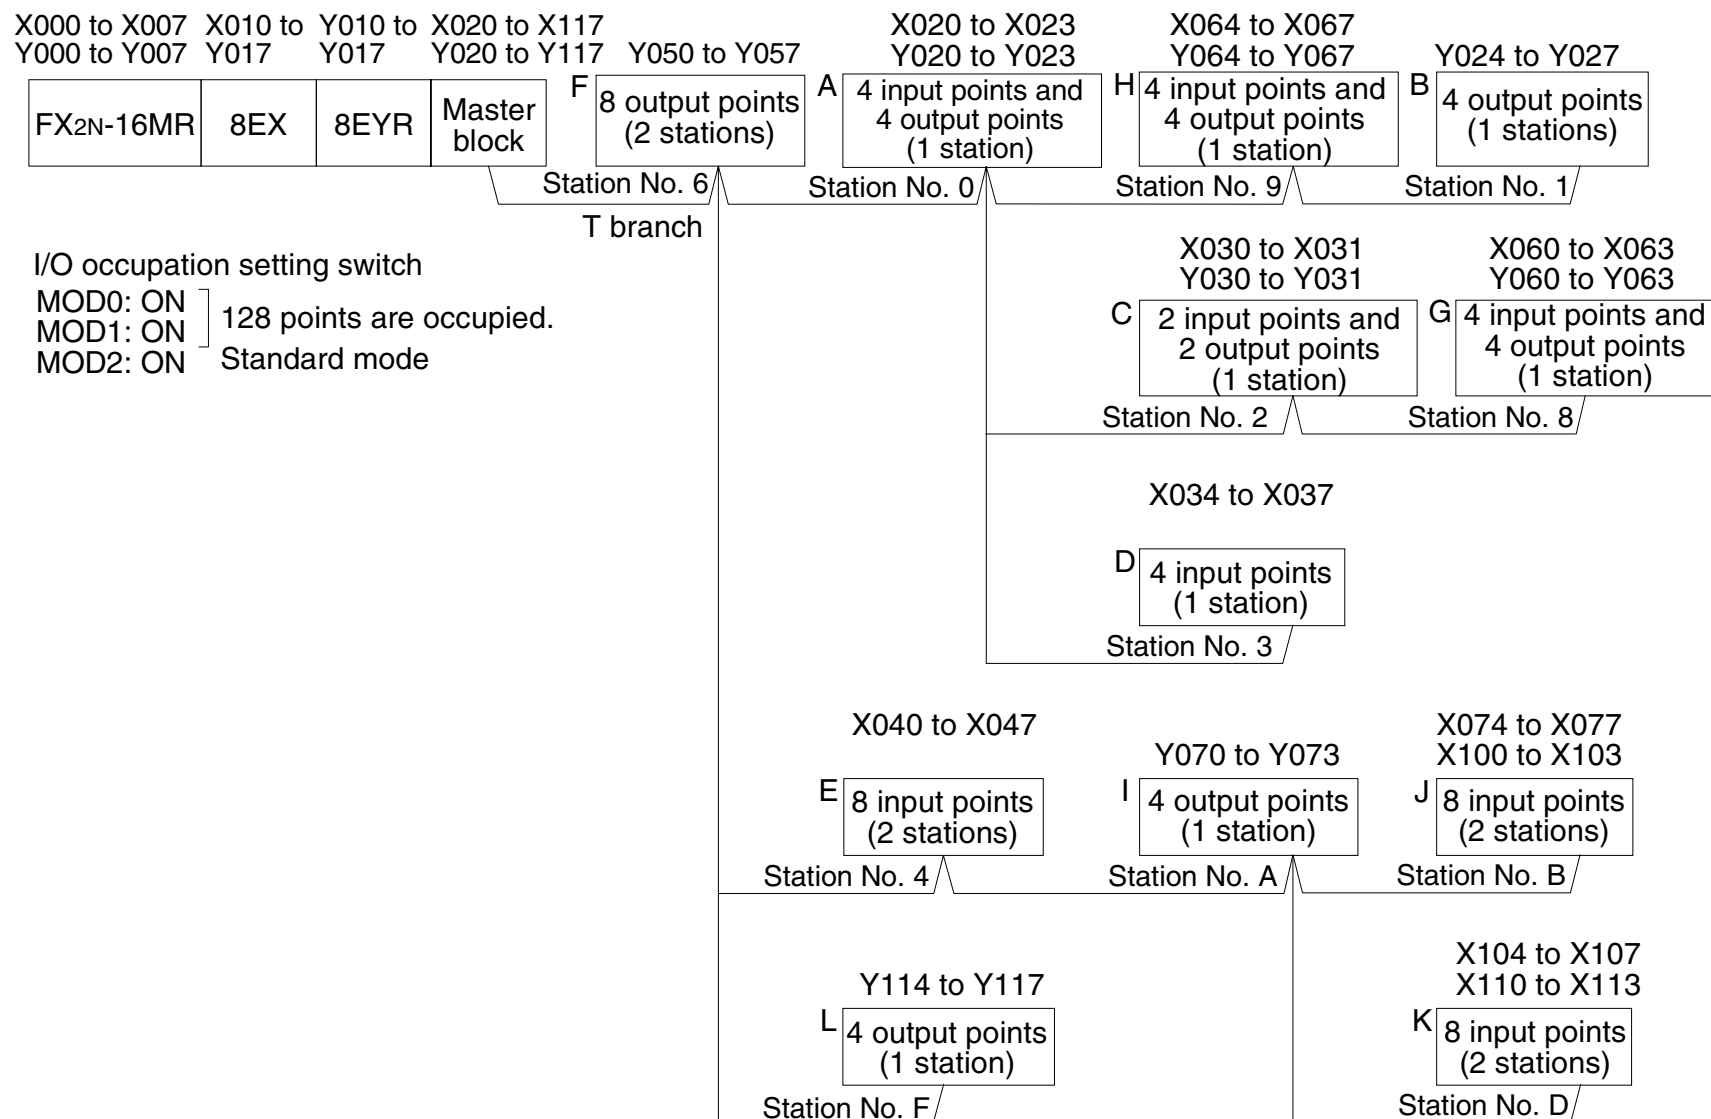 X000 to X007
Y000 to Y007
X010 to
Y017
Y010 to
Y017
X020 to X117
Y020 to Y117
FX2N-16MR
8EX
8EYR
Master
block
Y050 to Y057
F
8 output points
(2 stations)
Station No. 6
T branch
X020 to X023
Y020 to Y023
A
4 input points and
4 output points
(1 station)
Station No. 0
X064 to X067
Y064 to Y067
H
4 input points and
4 output points
(1 station)
Station No. 9
Y024 to Y027
B
4 output points
(1 stations)
Station No. 1
I/O occupation setting switch
MOD0: ON
MOD1: ON
128 points are occupied.
MOD2: ON
Standard mode
X030 to X031
Y030 to Y031
C
2 input points and
2 output points
(1 station)
Station No. 2
X060 to X063
Y060 to Y063
G
4 input points and
4 output points
(1 station)
Station No. 8
X034 to X037
D
4 input points
(1 station)
Station No. 3
X040 to X047
E
8 input points
(2 stations)
Station No. 4
Y070 to Y073
I
4 output points
(1 station)
Station No. A
X074 to X077
X100 to X103
J
8 input points
(2 stations)
Station No. B
Y114 to Y117
L
4 output points
(1 station)
Station No. F
X104 to X107
X110 to X113
K
8 input points
(2 stations)
Station No. D